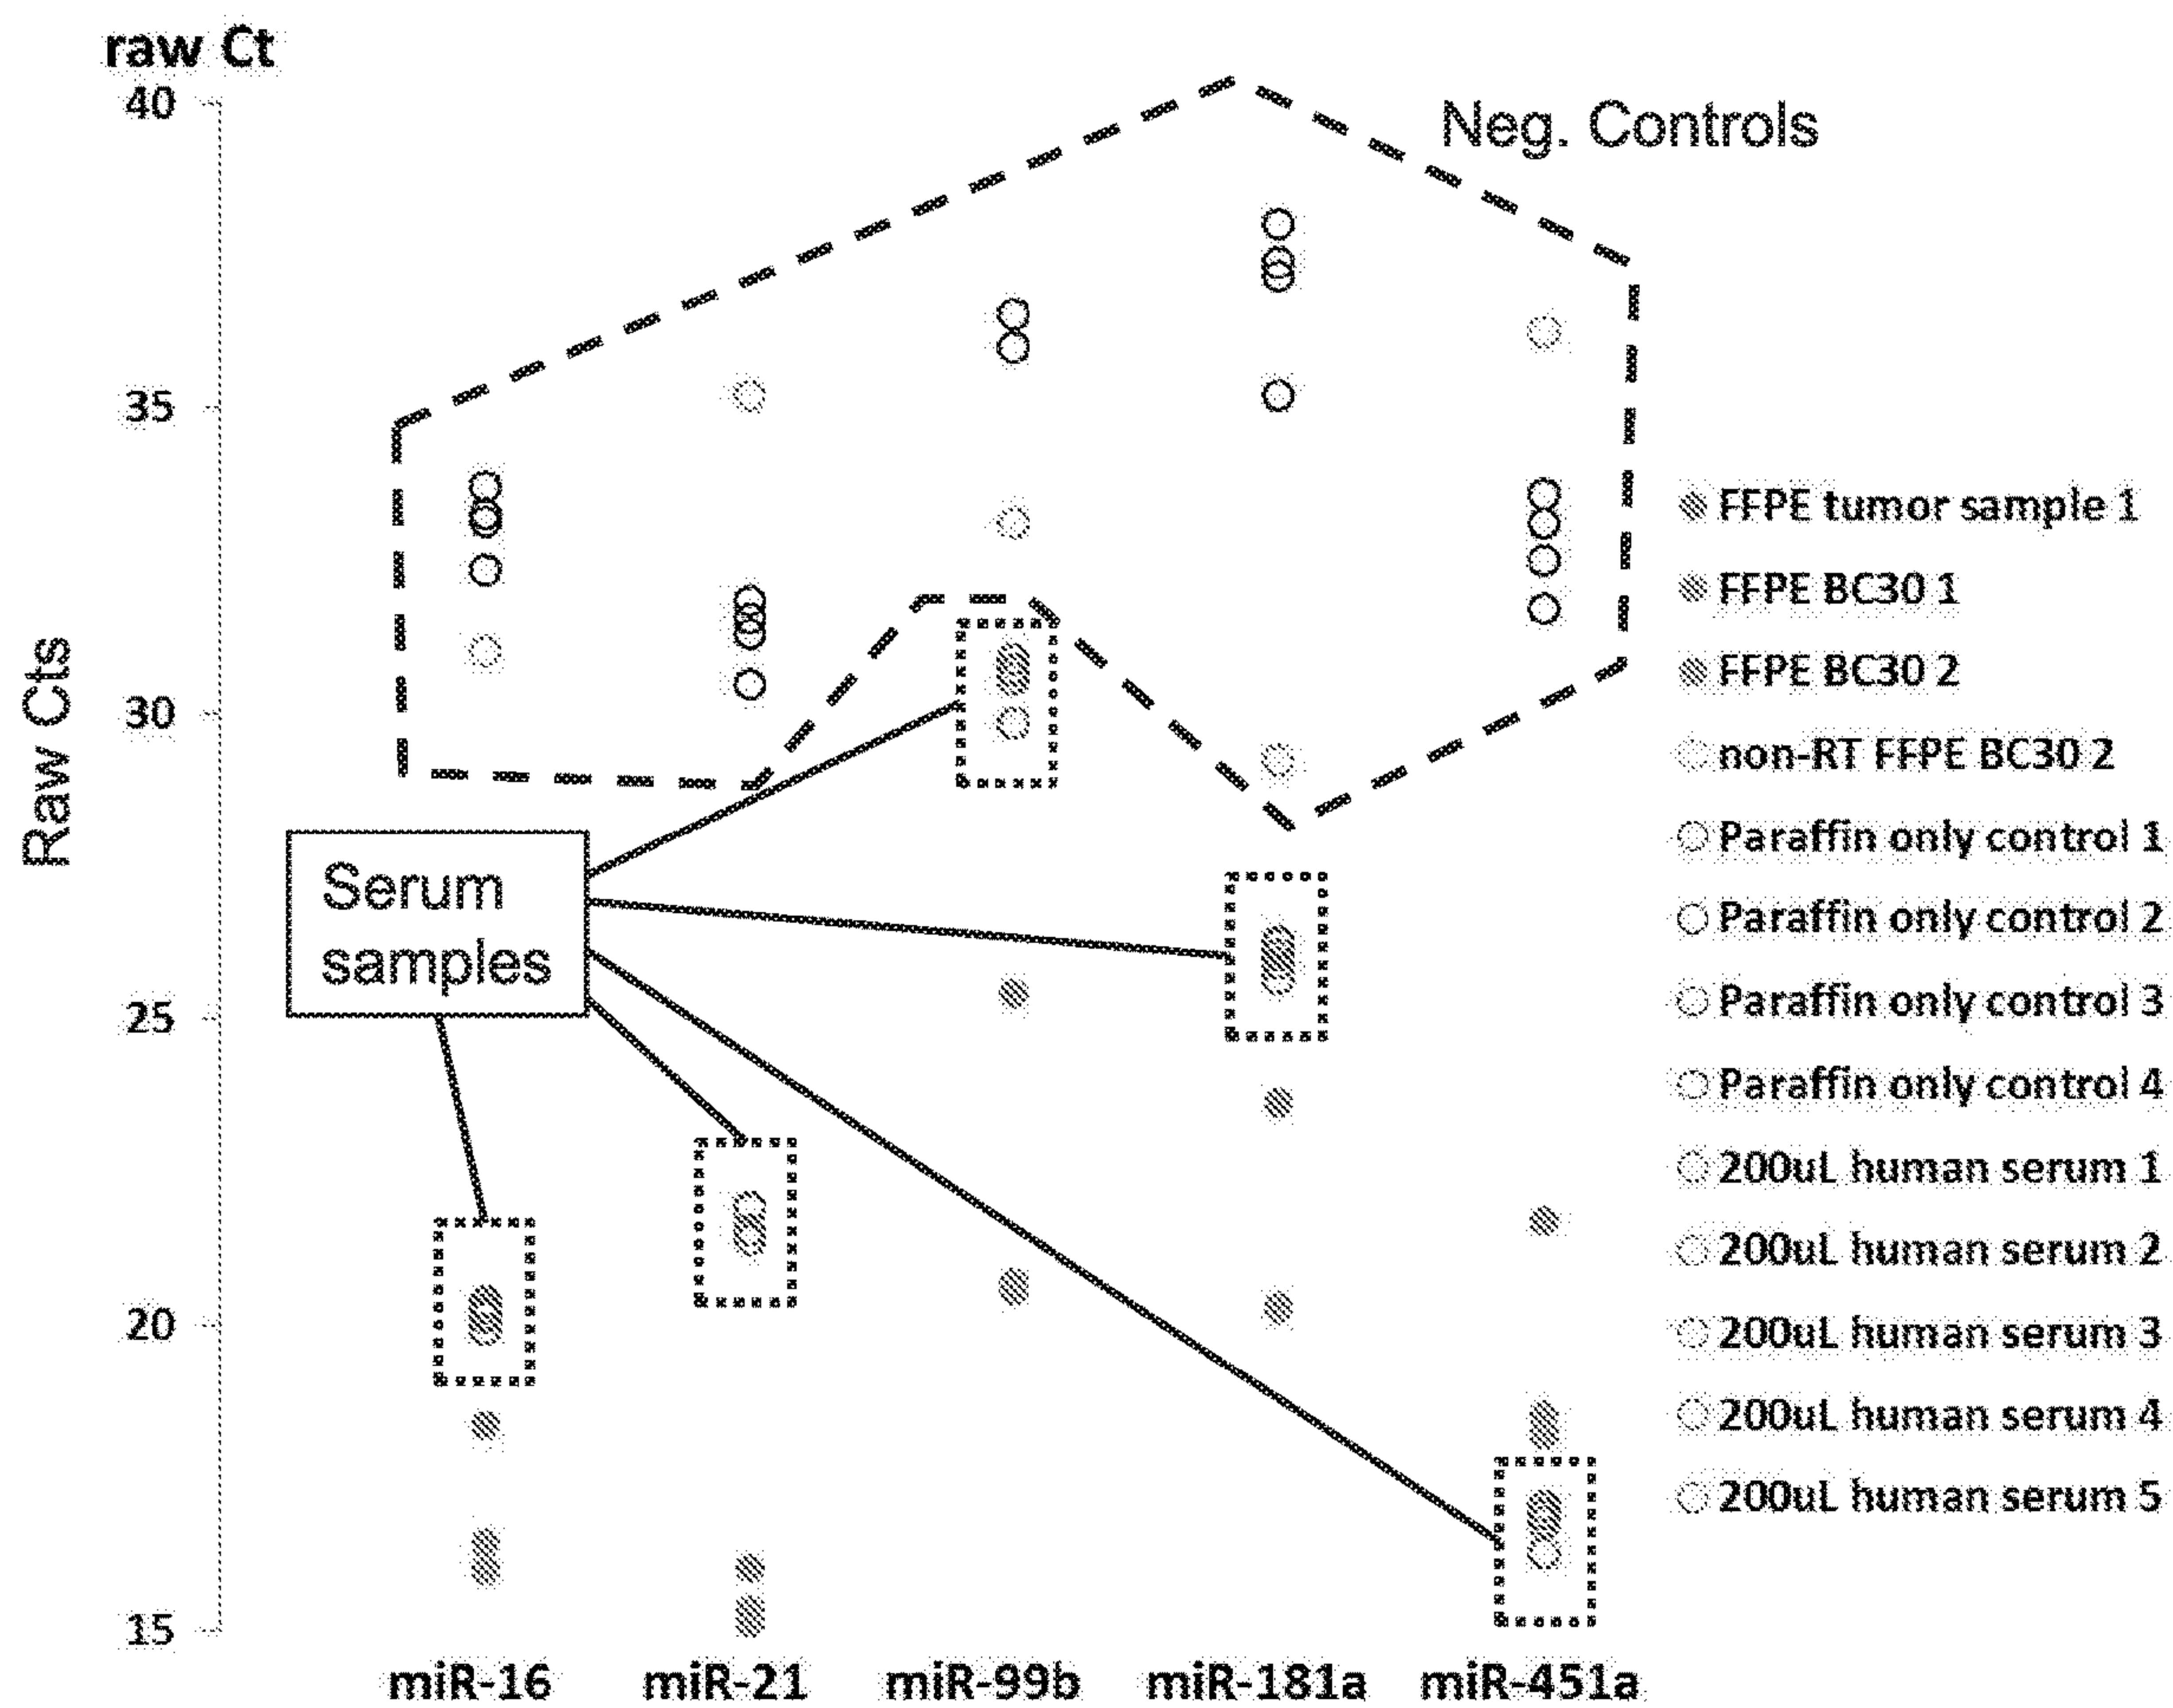 raw Ct
40
35
30
25
20
15
Raw Cts
Neg. Controls
Serum
samples
miR-16
miR-21
miR-99b
miR-181a
miR-451a
FFPE tumor sample 1
FFPE BC30 1
FFPE BC30 2
non-RT FFPE BC30 2
Paraffin only control 1
Paraffin only control 2
Paraffin only control 3
Paraffin only control 4
200uL human serum 1
200uL human serum 2
200uL human serum 3
200uL human serum 4
200uL human serum 5